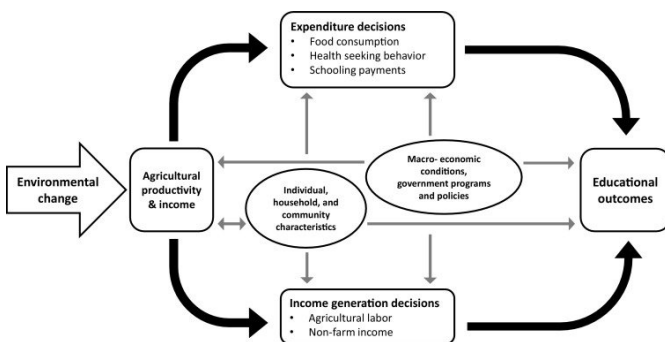 Expenditure decisions
• Food consumption
• Health seeking behavior
• Schooling payments
Environmental
change
Agricultural
productivity
& income
Individual,
household, and
community
characteristics
Macro- economic
conditions,
government programs
and policies
Educational
outcomes
Income generation decisions
• Agricultural labor
• Non-farm income